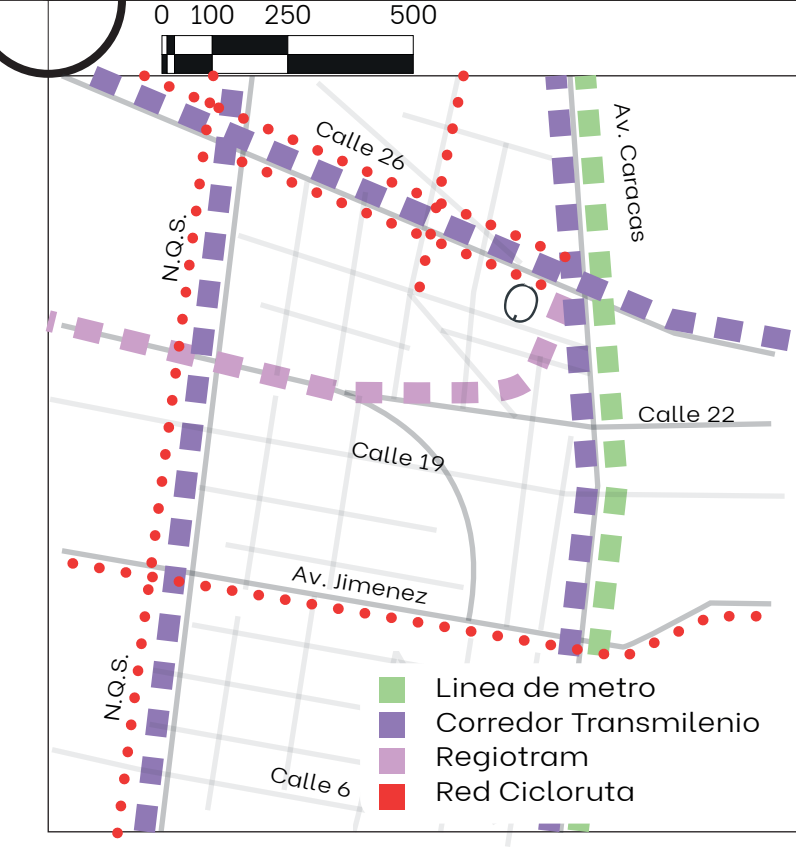 0 100 250 500
Calle 26
Av. Caracas
N.Q.S.
Calle 22
Calle 19
Av. Jimenez
N.Q.S.
Calle 6
Linea de metro
Corredor Transmilenio
Regiotram
Red Cicloruta